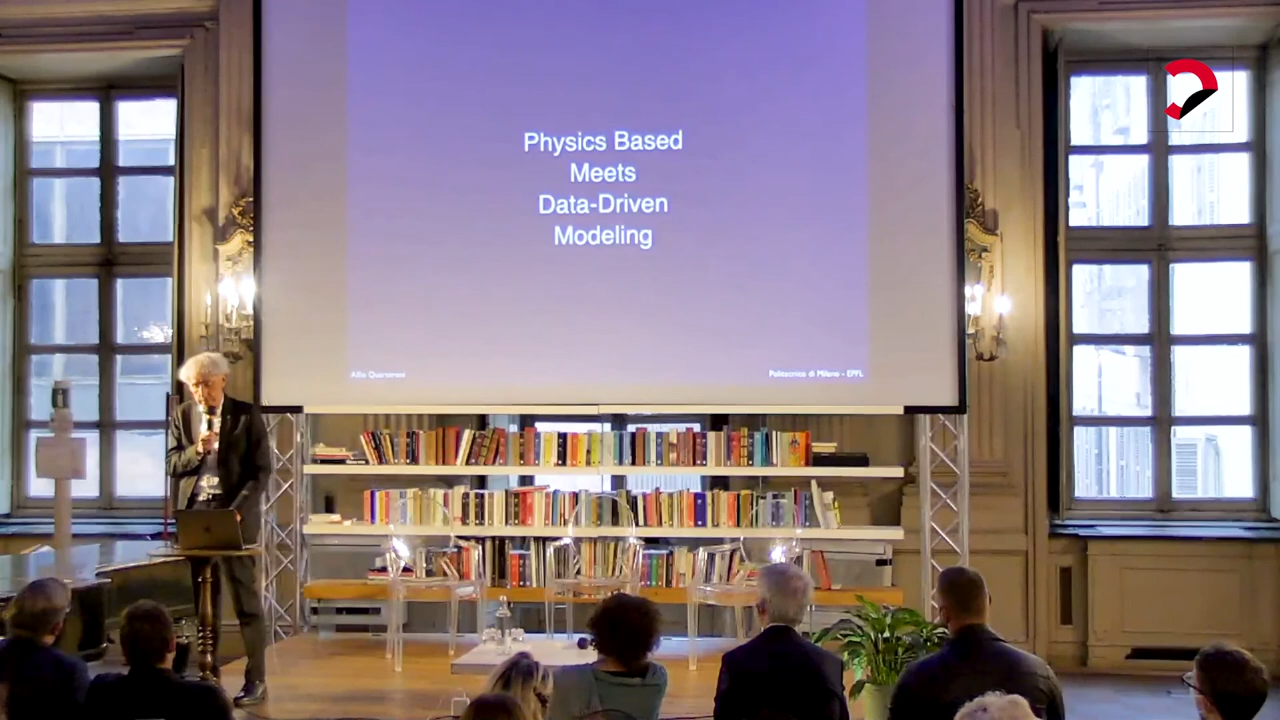 Physics Based
Meets
Data-Driven
Modeling
Alfio Quarteroni
Politecnico di Milano - EPFL